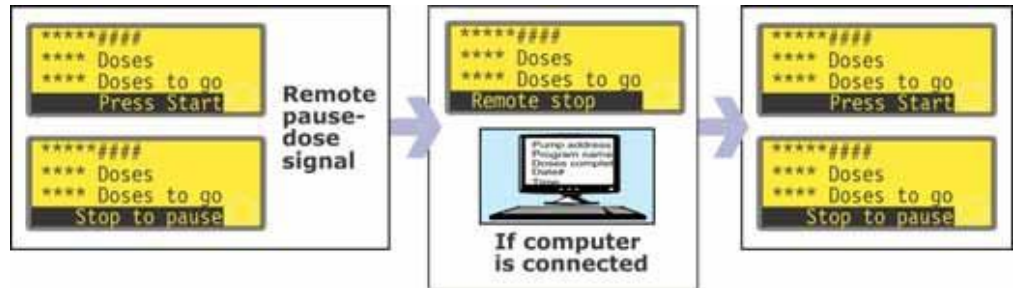 *****####
**** Doses
**** Doses to go
Press Start
*****####
**** Doses
**** Doses to go
Stop to pause
Remote
pause-
dose
signal
*****####
**** Doses
**** Doses to go
Remote stop
Pump address
Program name
Doses complet
Date#
Time
If computer
is connected
*****####
**** Doses
**** Doses to go
Press Start
*****####
**** Doses
**** Doses to go
Stop to pause